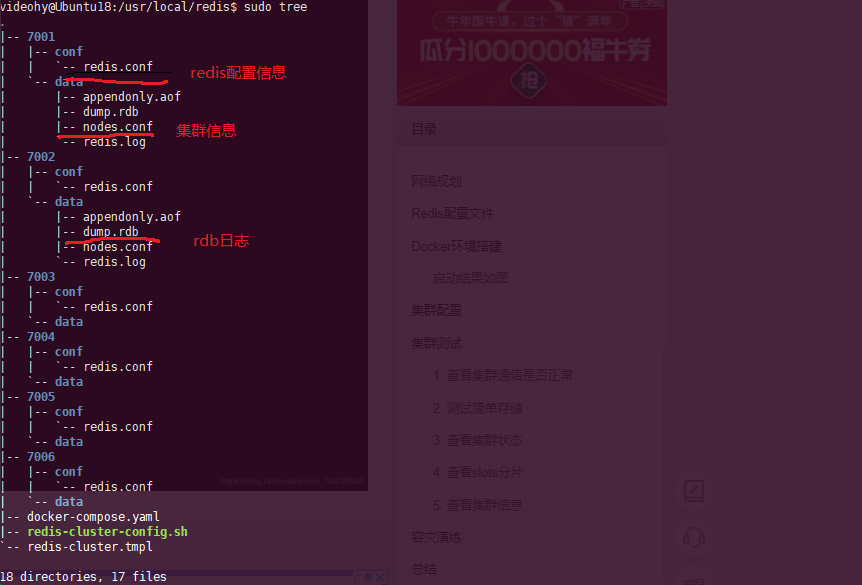 videohy@Ubuntu18:/usr/local/redis$ sudo tree
.
|-- 7001
|   |-- conf
|   |   `-- redis.conf
redis配置信息
|   `-- data
|       |-- appendonly.aof
|       |-- dump.rdb
|       |-- nodes.conf
集群信息
|       `-- redis.log
|-- 7002
|   |-- conf
|   |   `-- redis.conf
|   `-- data
|       |-- appendonly.aof
|       |-- dump.rdb
rdb日志
|       |-- nodes.conf
|       `-- redis.log
|-- 7003
|   |-- conf
|   |   `-- redis.conf
|   `-- data
|-- 7004
|   |-- conf
|   |   `-- redis.conf
|   `-- data
|-- 7005
|   |-- conf
|   |   `-- redis.conf
|   `-- data
|-- 7006
|   |-- conf
|   |   `-- redis.conf
|   `-- data
|-- docker-compose.yaml
|-- redis-cluster-config.sh
`-- redis-cluster.tmpl
18 directories, 17 files
牛年囤牛课，过个“猿”满年
瓜分1000000福牛券
抢
目录
网络规划
Redis配置文件
Docker环境搭建
启动结果如图
集群配置
集群测试
1. 查看集群通信是否正常
2. 测试简单存储
3. 查看集群状态
4. 查看slots分片
5. 查看集群信息
容灾演练
总结